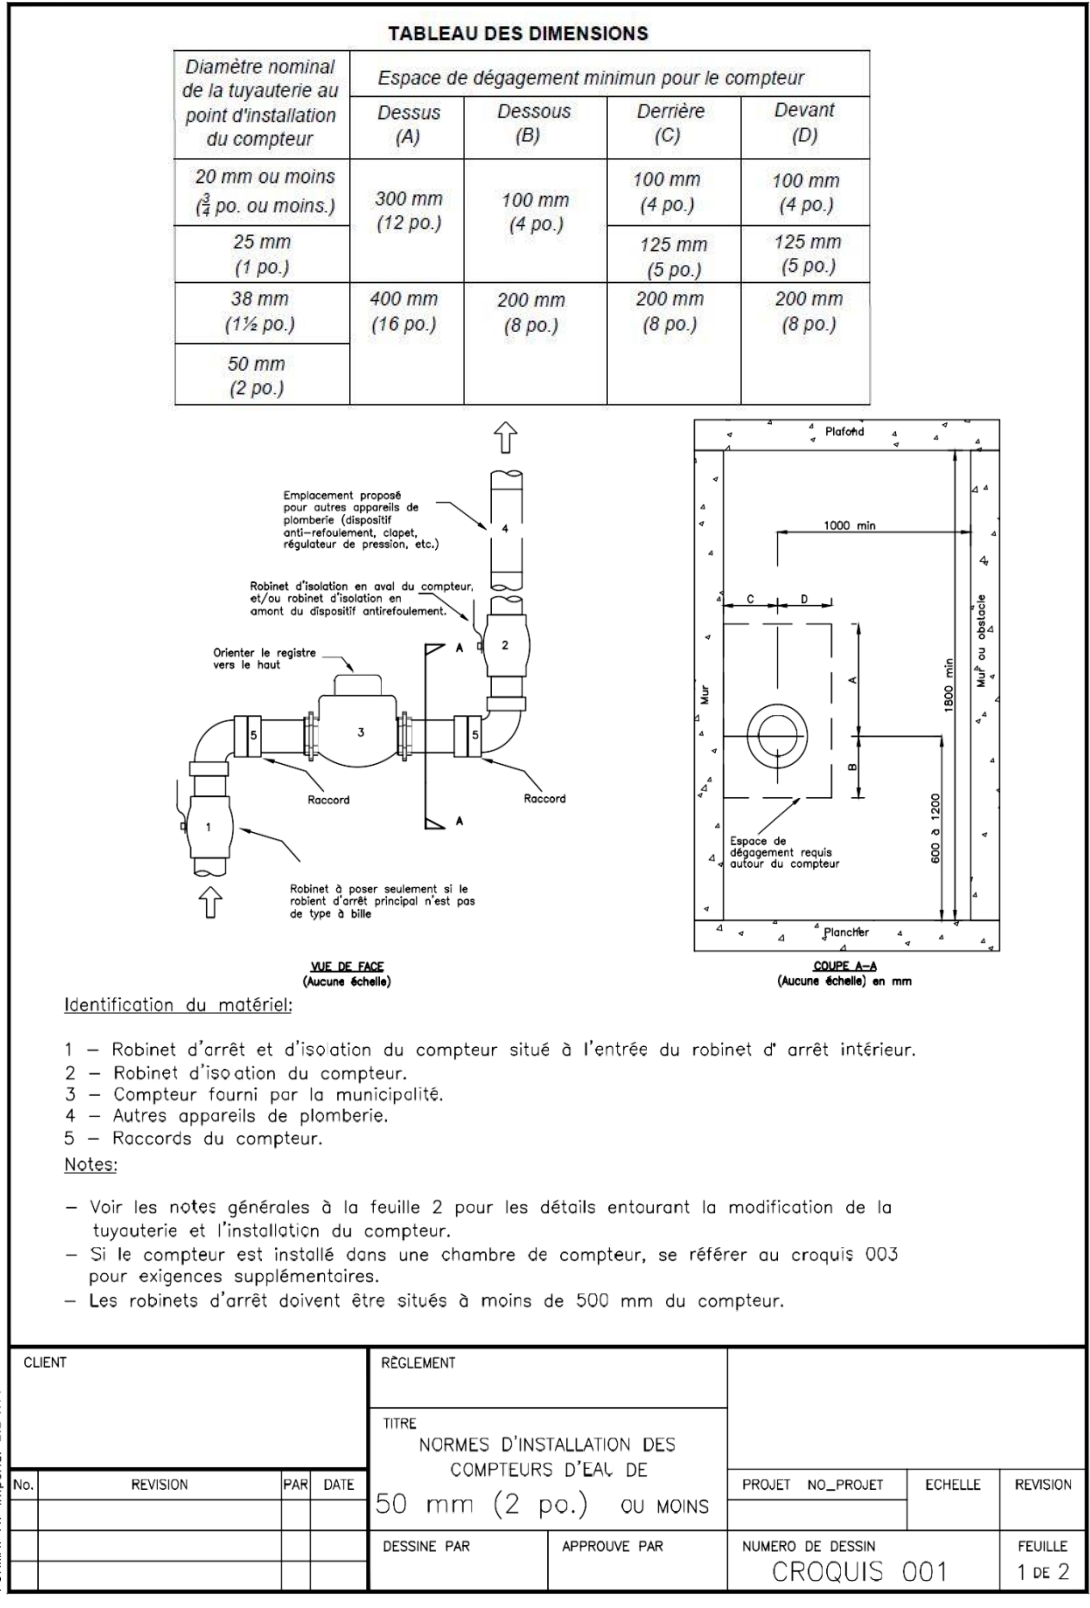 TABLEAU DES DIMENSIONS
Diamètre nominal
de la tuyauterie au
point d'installation
du compteur
Espace de dégagement minimun pour le compteur
Dessus
(A)
Dessous
(B)
Derrière
(C)
Devant
(D)
20 mm ou moins
(¾ po. ou moins.)
300 mm
(12 po.)
100 mm
(4 po.)
100 mm
(4 po.)
100 mm
(4 po.)
25 mm
(1 po.)
125 mm
(5 po.)
125 mm
(5 po.)
38 mm
(1½ po.)
400 mm
(16 po.)
200 mm
(8 po.)
200 mm
(8 po.)
200 mm
(8 po.)
50 mm
(2 po.)
Emplacement proposé
pour autres appareils de
plomberie (dispositif
anti-refoulement, clapet,
régulateur de pression, etc.)
4
Robinet d'isolation en aval du compteur,
et/ou robinet d'isolation en
amont du dispositif antirefoulement.
A
2
Orienter le registre
vers le haut
5
3
5
Raccord
Raccord
A
1
Robinet à poser seulement si le
robient d'arrêt principal n'est pas
de type à bille
VUE DE FACE
(Aucune échelle)
Plafond
1000 min
C
D
A
B
Mur
Mur ou obstacle
1800 min
600 à 1200
Espace de
dégagement requis
autour du compteur
Plancher
COUPE A-A
(Aucune échelle) en mm
Identification du matériel:
1 – Robinet d'arrêt et d'isolation du compteur situé à l'entrée du robinet d' arrêt intérieur.
2 – Robinet d'isolation du compteur.
3 – Compteur fourni par la municipalité.
4 – Autres appareils de plomberie.
5 – Raccords du compteur.
Notes:
– Voir les notes générales à la feuille 2 pour les détails entourant la modification de la
tuyauterie et l'installation du compteur.
– Si le compteur est installé dans une chambre de compteur, se référer au croquis 003
pour exigences supplémentaires.
– Les robinets d'arrêt doivent être situés à moins de 500 mm du compteur.
CLIENT
No.
REVISION
PAR
DATE
RÈGLEMENT
TITRE
NORMES D'INSTALLATION DES
COMPTEURS D'EAU DE
50 mm (2 po.) OU MOINS
DESSINE PAR
APPROUVE PAR
PROJET NO_PROJET
ECHELLE
REVISION
NUMERO DE DESSIN
CROQUIS 001
FEUILLE
1 DE 2